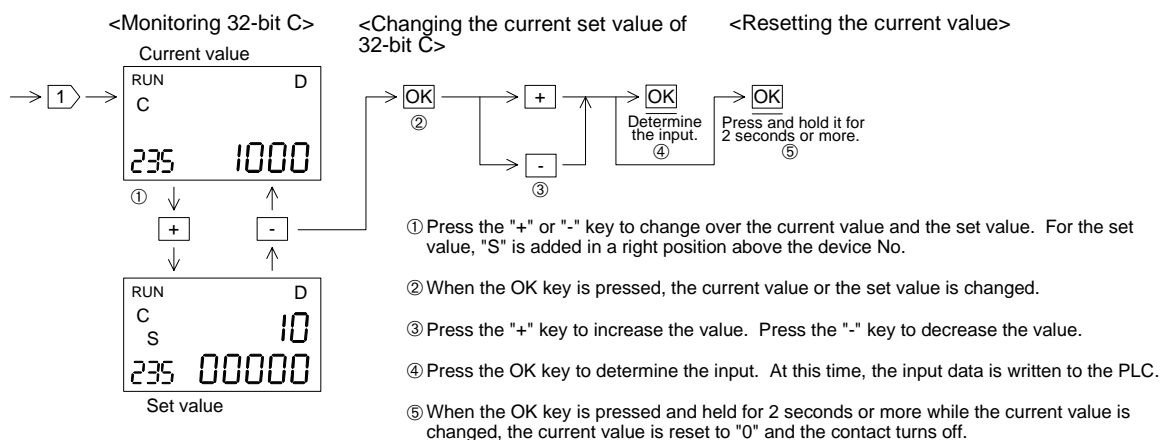 <Monitoring 32-bit C>
<Changing the current set value of
32-bit C>
<Resetting the current value>
Current value
1
RUN D
C
235 1000
①
+
-
RUN D
C
S 10
235 00000
Set value
OK
②
+
-
③
OK
Determine
the input.
④
OK
Press and hold it for
2 seconds or more.
⑤
① Press the "+" or "-" key to change over the current value and the set value. For the set
value, "S" is added in a right position above the device No.
② When the OK key is pressed, the current value or the set value is changed.
③ Press the "+" key to increase the value. Press the "-" key to decrease the value.
④ Press the OK key to determine the input. At this time, the input data is written to the PLC.
⑤ When the OK key is pressed and held for 2 seconds or more while the current value is
changed, the current value is reset to "0" and the contact turns off.